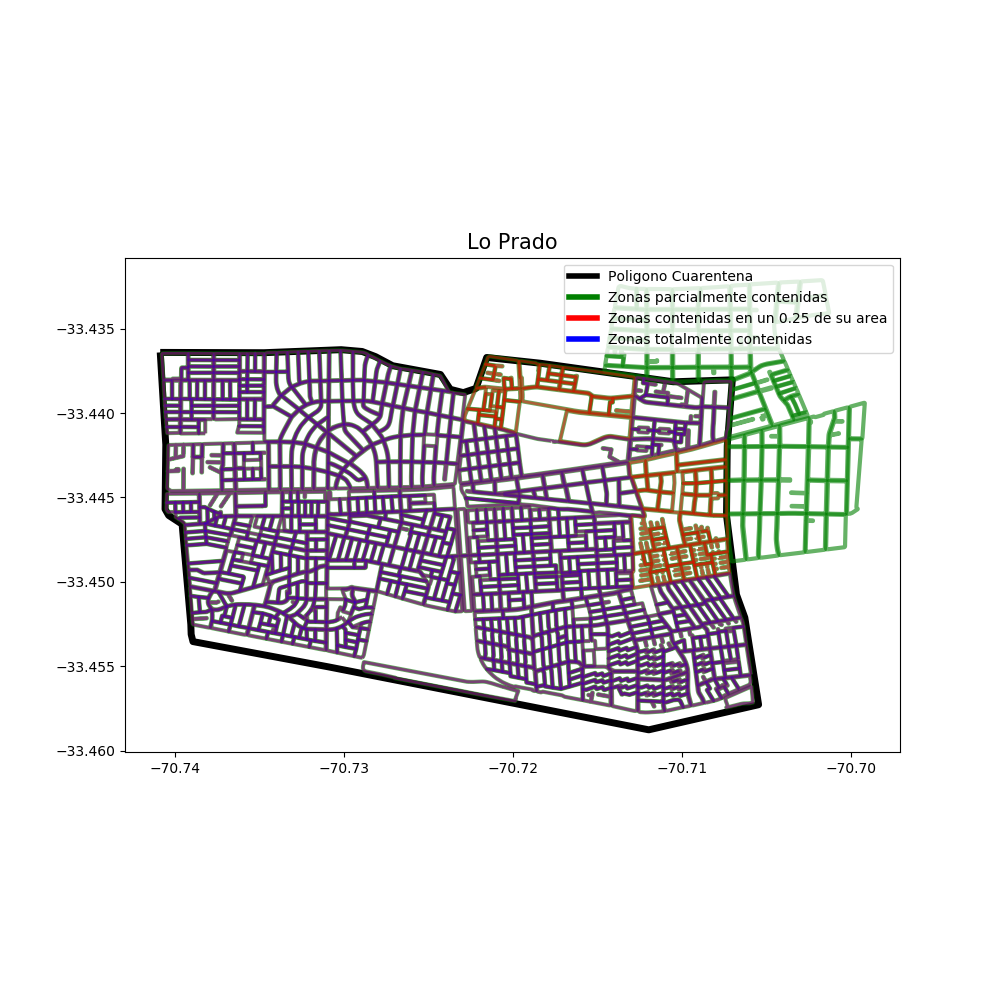 Lo Prado
Poligono Cuarentena
Zonas parcialmente contenidas
Zonas contenidas en un 0.25 de su area
Zonas totalmente contenidas
−33.435
−33.440
−33.445
−33.450
−33.455
−33.460
−70.74
−70.73
−70.72
−70.71
−70.70